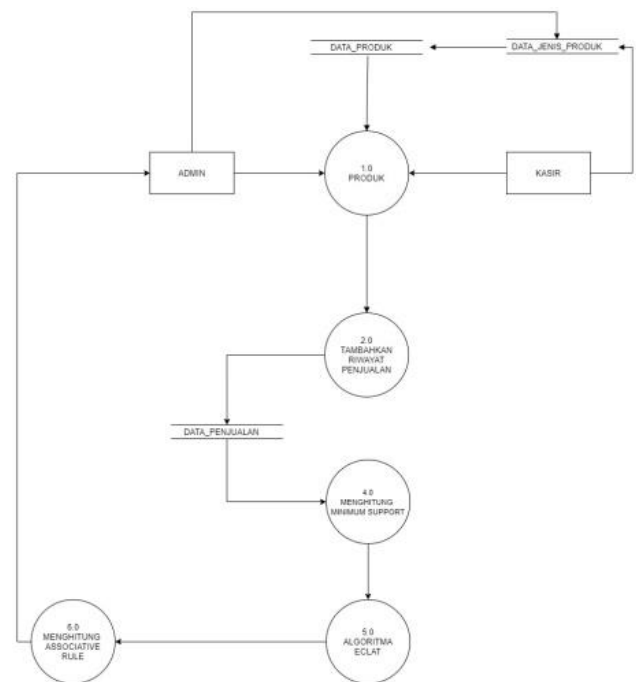 DATA_PRODUK
DATA_JENIS_PRODUK
ADMIN
1.0
PRODUK
KASIR
2.0
TAMBAHKAN
RIWAYAT
PENJUALAN
DATA_PENJUALAN
4.0
MENGHITUNG
MINIMUM SUPPORT
6.0
MENGHITUNG
ASSOCIATIVE
RULE
5.0
ALGORITMA
ECLAT